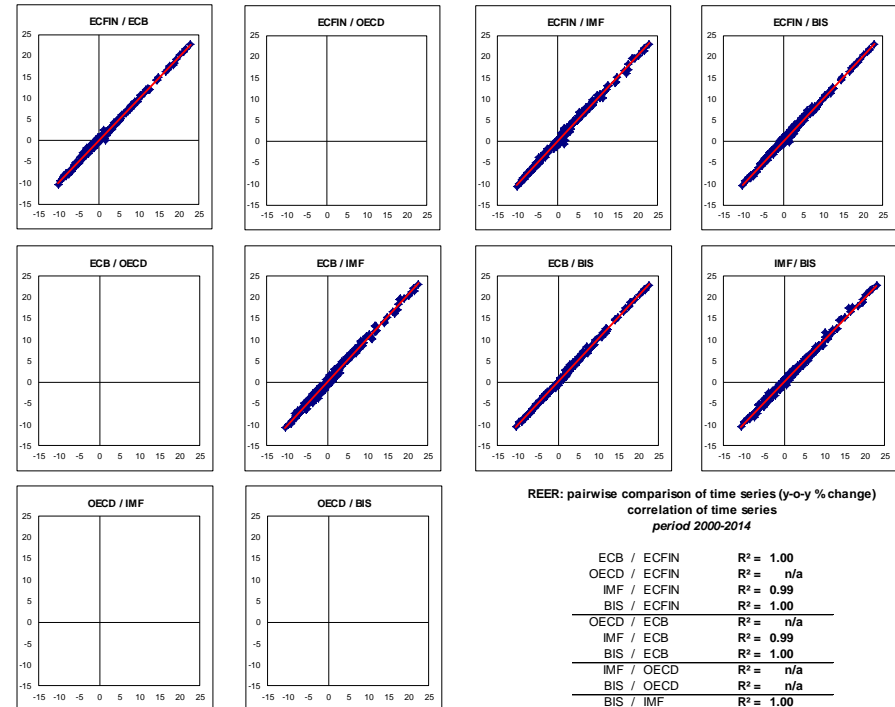 ECFIN / ECB
25
20
15
10
5
0
-5
-10
-15
-15 -10 -5 0 5 10 15 20 25
ECFIN / OECD
25
20
15
10
5
0
-5
-10
-15
-15 -10 -5 0 5 10 15 20 25
ECFIN / IMF
25
20
15
10
5
0
-5
-10
-15
-15 -10 -5 0 5 10 15 20 25
ECFIN / BIS
25
20
15
10
5
0
-5
-10
-15
-15 -10 -5 0 5 10 15 20 25
ECB / OECD
25
20
15
10
5
0
-5
-10
-15
-15 -10 -5 0 5 10 15 20 25
ECB / IMF
25
20
15
10
5
0
-5
-10
-15
-15 -10 -5 0 5 10 15 20 25
ECB / BIS
25
20
15
10
5
0
-5
-10
-15
-15 -10 -5 0 5 10 15 20 25
IMF/ BIS
25
20
15
10
5
0
-5
-10
-15
-15 -10 -5 0 5 10 15 20 25
OECD / IMF
25
20
15
10
5
0
-5
-10
-15
-15 -10 -5 0 5 10 15 20 25
OECD / BIS
25
20
15
10
5
0
-5
-10
-15
-15 -10 -5 0 5 10 15 20 25
REER: pairwise comparison of time series (y-o-y % change)
correlation of time series
period 2000-2014
ECB / ECFIN R² = 1.00
OECD / ECFIN R² = n/a
IMF / ECFIN R² = 0.99
BIS / ECFIN R² = 1.00
OECD / ECB R² = n/a
IMF / ECB R² = 0.99
BIS / ECB R² = 1.00
IMF / OECD R² = n/a
BIS / OECD R² = n/a
BIS / IMF R² = 1.00